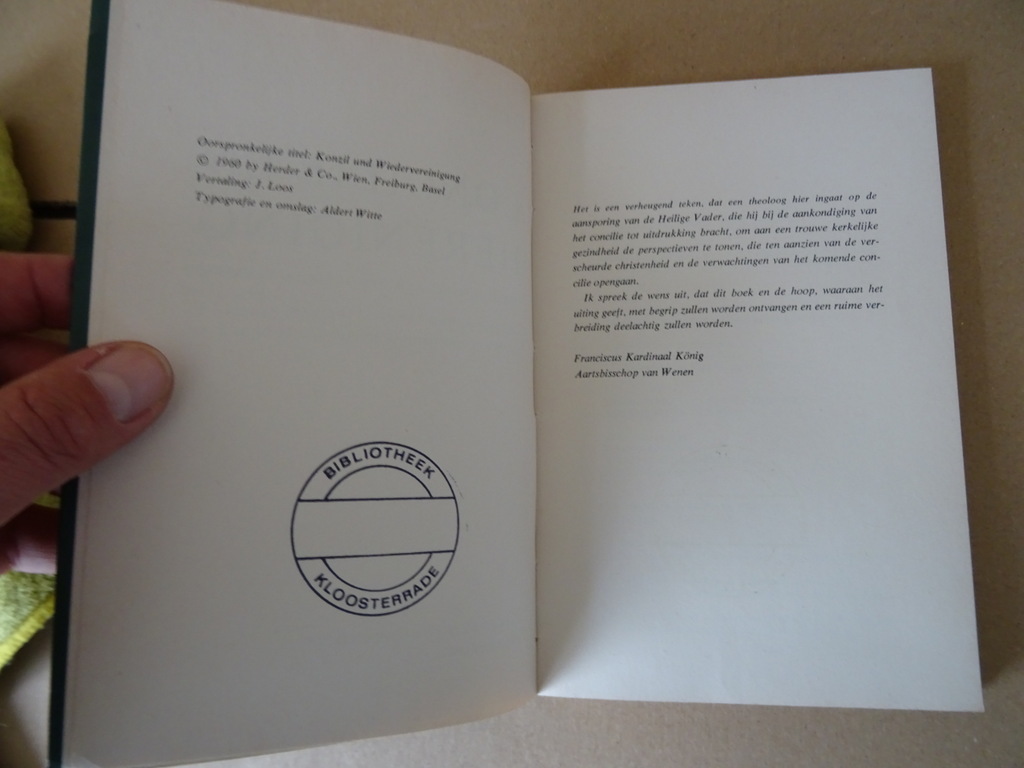 Oorspronkelijke titel: Konzil und Wiedervereinigung
© 1960 by Herder & Co., Wien, Freiburg, Basel
Vertaling: J. Loos
Typografie en omslag: Aldert Witte
BIBLIOTHEEK
KLOOSTERRADE
Het is een verheugend teken, dat een theoloog hier ingaat op de
aansporing van de Heilige Vader, die hij bij de aankondiging van
het concilie tot uitdrukking bracht, om aan een trouwe kerkelijke
gezindheid de perspectieven te tonen, die ten aanzien van de ver-
scheurde christenheid en de verwachtingen van het komende con-
cilie opengaan.
Ik spreek de wens uit, dat dit boek en de hoop, waaraan het
uiting geeft, met begrip zullen worden ontvangen en een ruime ver-
breiding deelachtig zullen worden.
Franciscus Kardinaal König
Aartsbisschop van Wenen